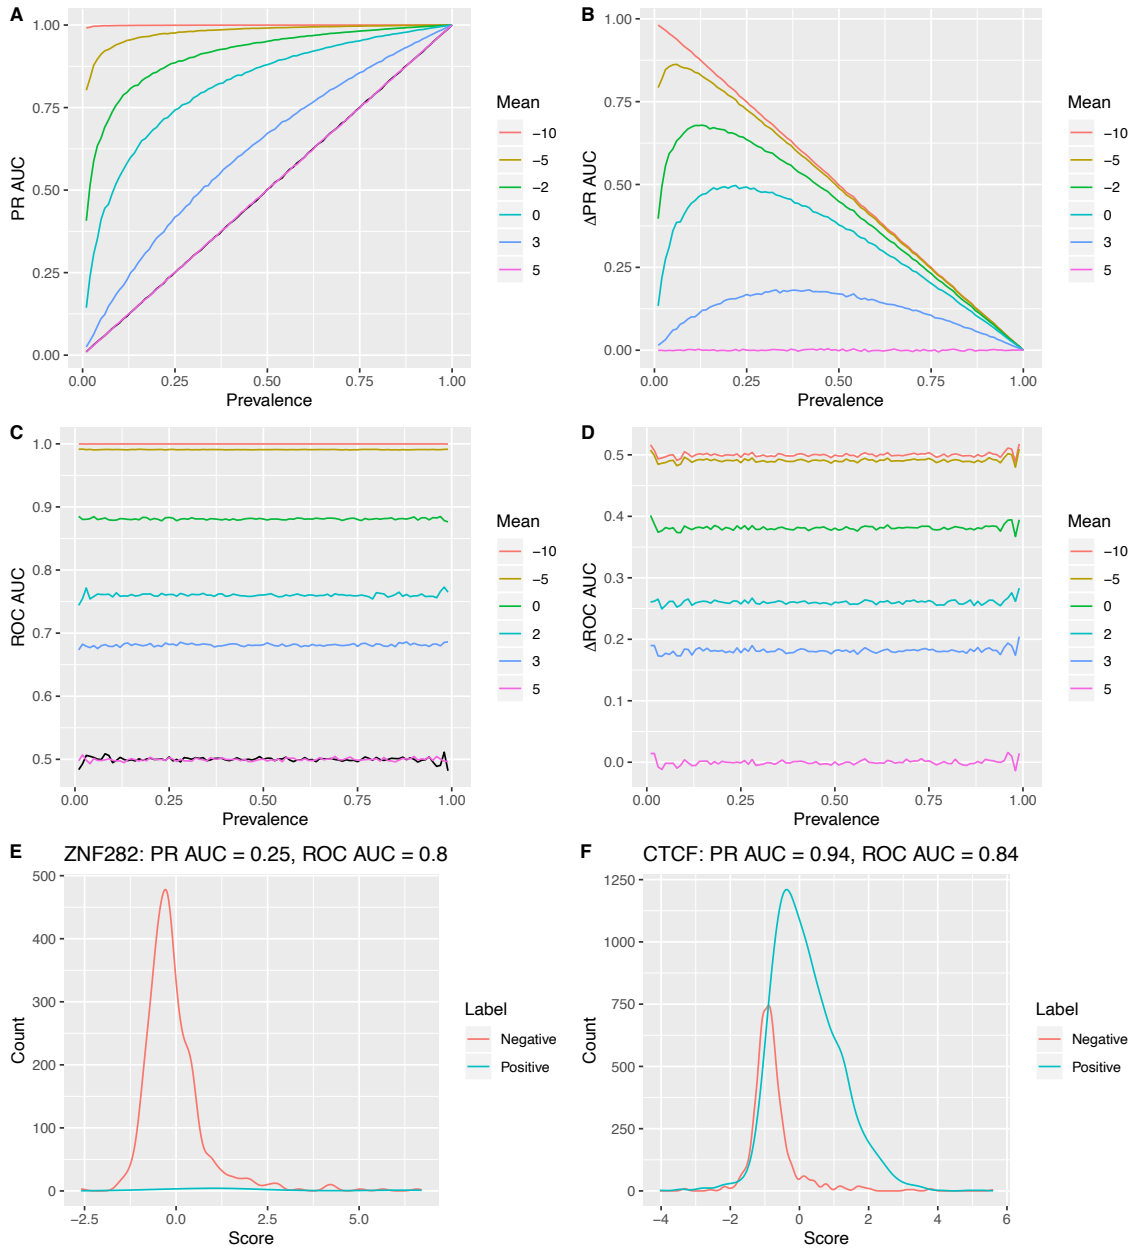 A
1.00
0.75
0.50
0.25
0.00
PR AUC
0.00 0.25 0.50 0.75 1.00
Prevalence
Mean
−10
−5
−2
0
3
5
B
1.00
0.75
0.50
0.25
0.00
ΔPR AUC
0.00 0.25 0.50 0.75 1.00
Prevalence
Mean
−10
−5
−2
0
3
5
C
1.0
0.9
0.8
0.7
0.6
0.5
ROC AUC
0.00 0.25 0.50 0.75 1.00
Prevalence
Mean
−10
−5
0
2
3
5
D
0.5
0.4
0.3
0.2
0.1
0.0
ΔROC AUC
0.00 0.25 0.50 0.75 1.00
Prevalence
Mean
−10
−5
0
2
3
5
E ZNF282: PR AUC = 0.25, ROC AUC = 0.8
500
400
300
200
100
0
Count
−2.5 0.0 2.5 5.0
Score
Label
Negative
Positive
F CTCF: PR AUC = 0.94, ROC AUC = 0.84
1250
1000
750
500
250
0
Count
−4 −2 0 2 4 6
Score
Label
Negative
Positive